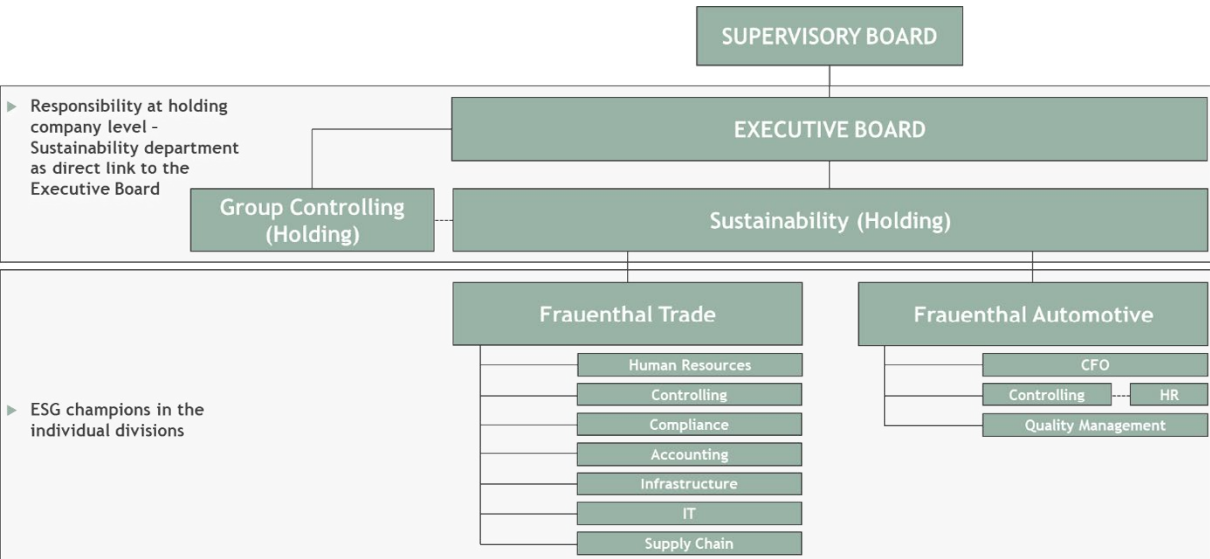 SUPERVISORY BOARD
Responsibility at holding
company level –
Sustainability department
as direct link to the
Executive Board
EXECUTIVE BOARD
Group Controlling
(Holding)
Sustainability (Holding)
Frauenthal Trade
Frauenthal Automotive
ESG champions in the
individual divisions
Human Resources
Controlling
Compliance
Accounting
Infrastructure
IT
Supply Chain
CFO
Controlling
HR
Quality Management